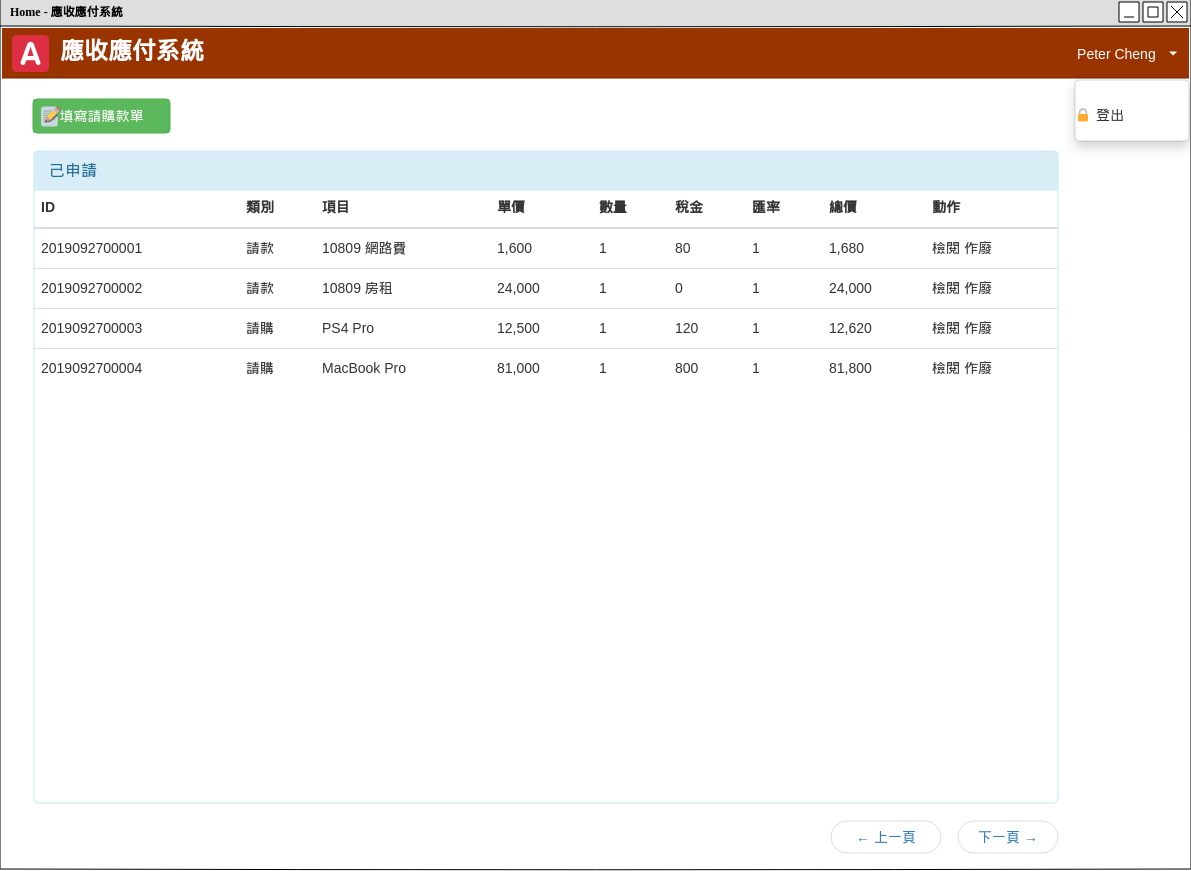 Home - 應收應付系統
A 應收應付系統
Peter Cheng
登出
填寫請購款單
己申請
ID 類別 項目 單價 數量 稅金 匯率 總價 動作
2019092700001 請款 10809 網路費 1,600 1 80 1 1,680 檢閱 作廢
2019092700002 請款 10809 房租 24,000 1 0 1 24,000 檢閱 作廢
2019092700003 請購 PS4 Pro 12,500 1 120 1 12,620 檢閱 作廢
2019092700004 請購 MacBook Pro 81,000 1 800 1 81,800 檢閱 作廢
← 上一頁 下一頁 →